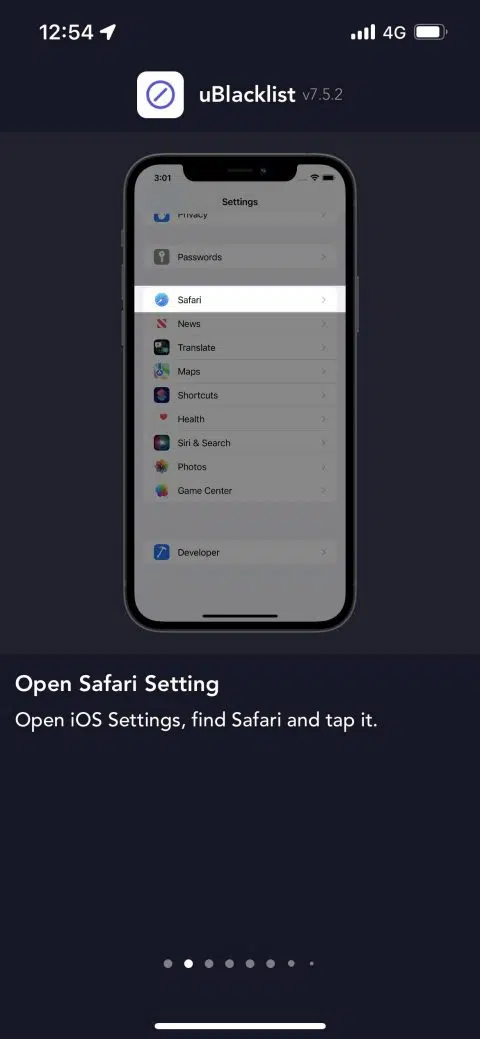 12:54 4G
uBlacklist v7.5.2
3:01
Settings
Privacy
Passwords
Safari
News
Translate
Maps
Shortcuts
Health
Siri & Search
Photos
Game Center
Developer
Open Safari Setting
Open iOS Settings, find Safari and tap it.